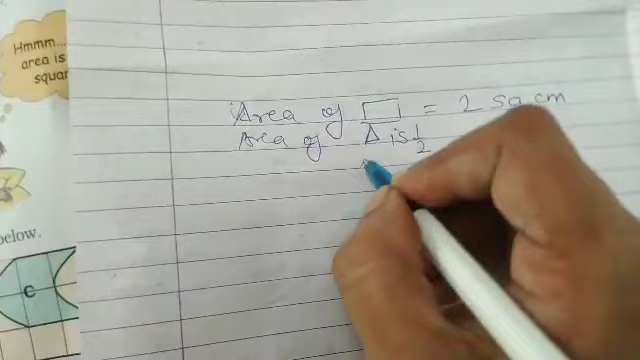 Hmmm...
area is
squar
Area of ▭ = 2 sq cm
Area of Δ is 1/2
below.
C